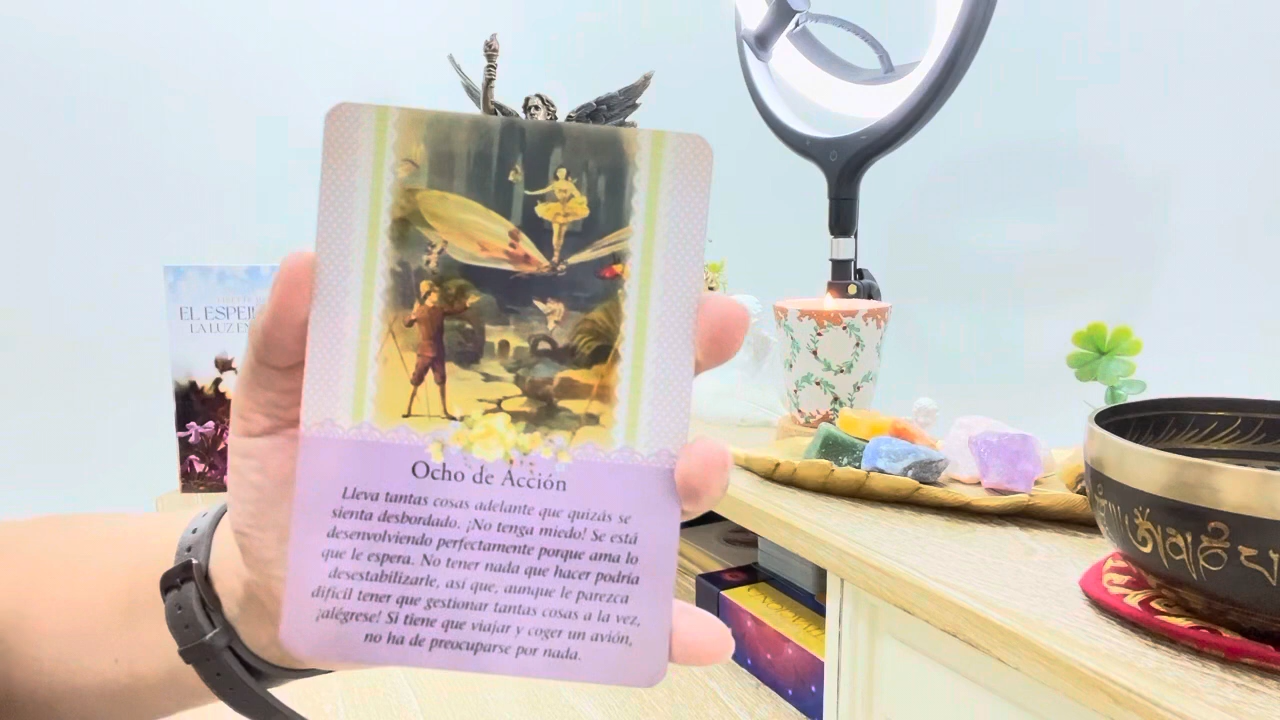 EL ESPEJ
LA LUZ EN
Ocho de Acción
Lleva tantas cosas adelante que quizás se
sienta desbordado. ¡No tenga miedo! Se está
desenvolviendo perfectamente porque ama lo
que le espera. No tener nada que hacer podría
desestabilizarle, así que, aunque le parezca
difícil tener que gestionar tantas cosas a la vez,
¡alégrese! Si tiene que viajar y coger un avión,
no ha de preocuparse por nada.